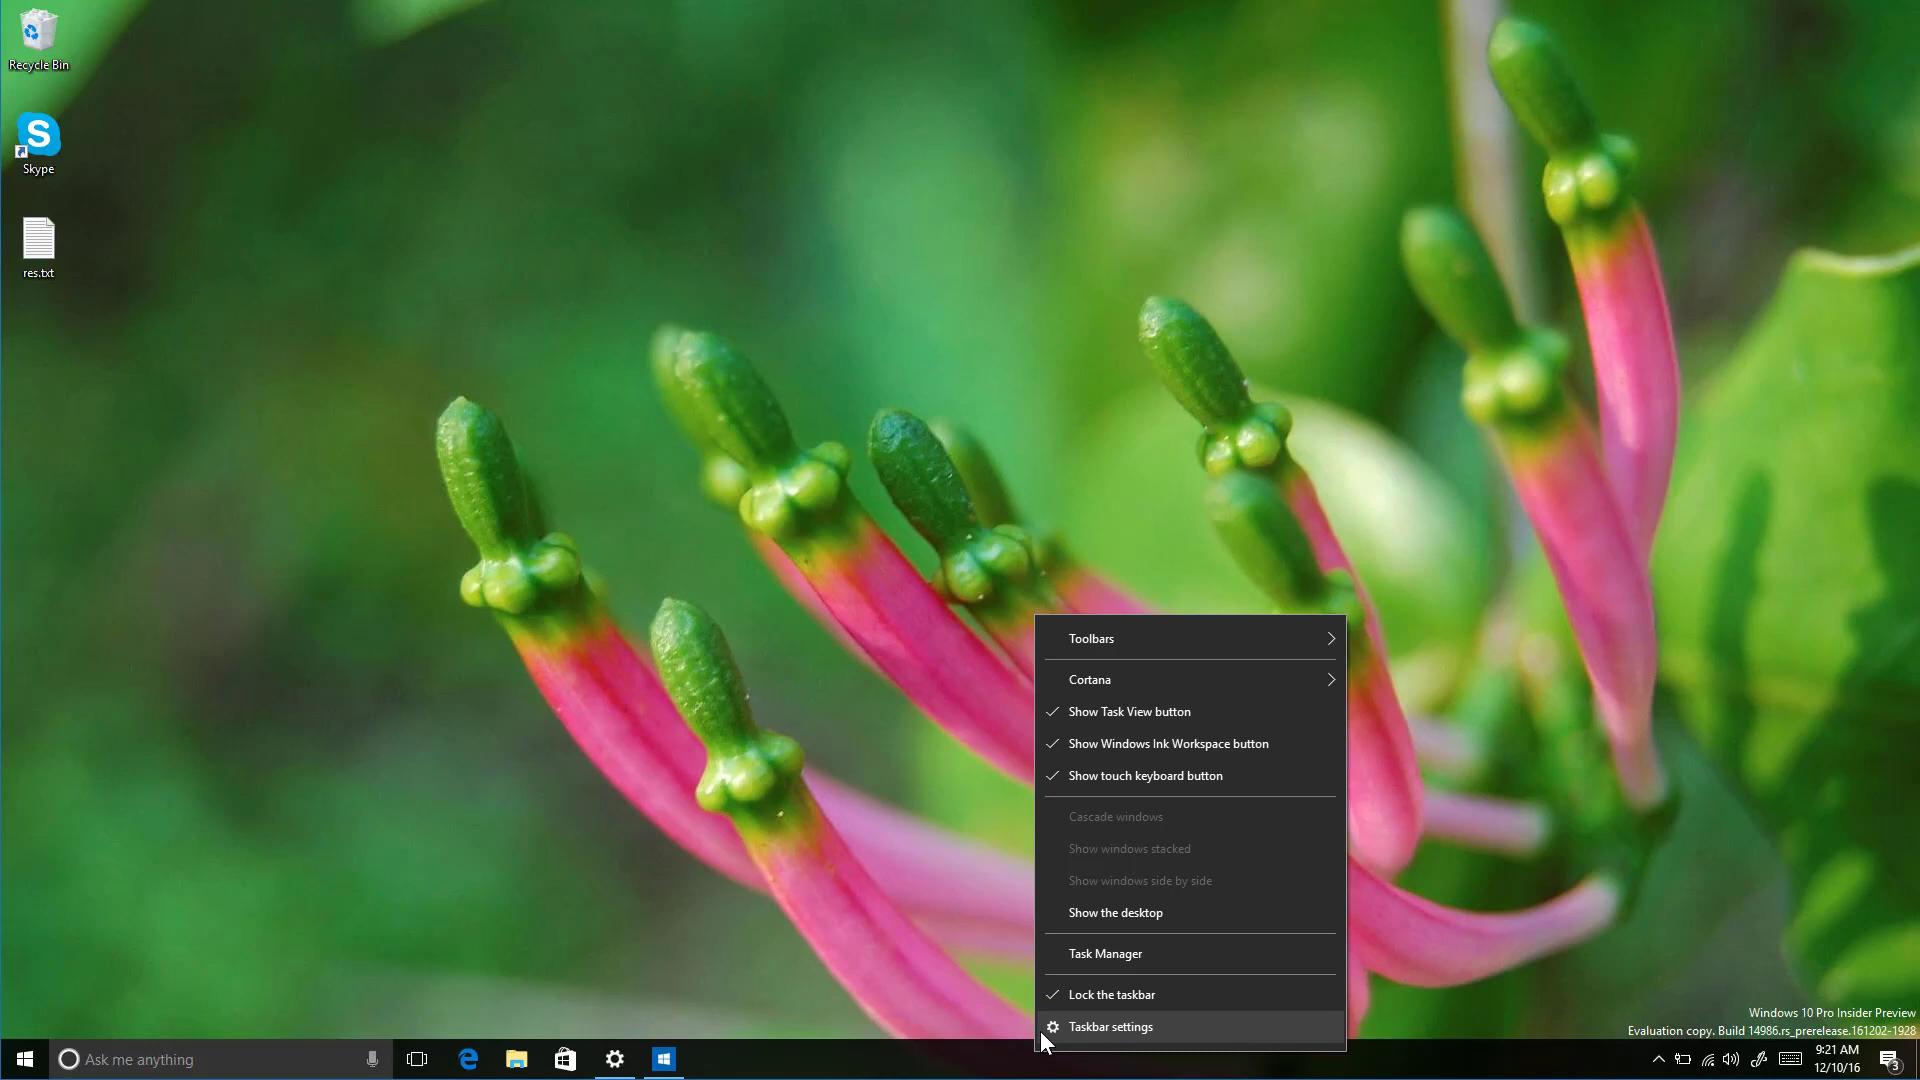 Recycle Bin
Skype
res.txt
Toolbars
Cortana
Show Task View button
Show Windows Ink Workspace button
Show touch keyboard button
Cascade windows
Show windows stacked
Show windows side by side
Show the desktop
Task Manager
Lock the taskbar
Taskbar settings
Windows 10 Pro Insider Preview
Evaluation copy. Build 14986.rs_prerelease.161202-1928
Ask me anything
9:21 AM
12/10/16
3